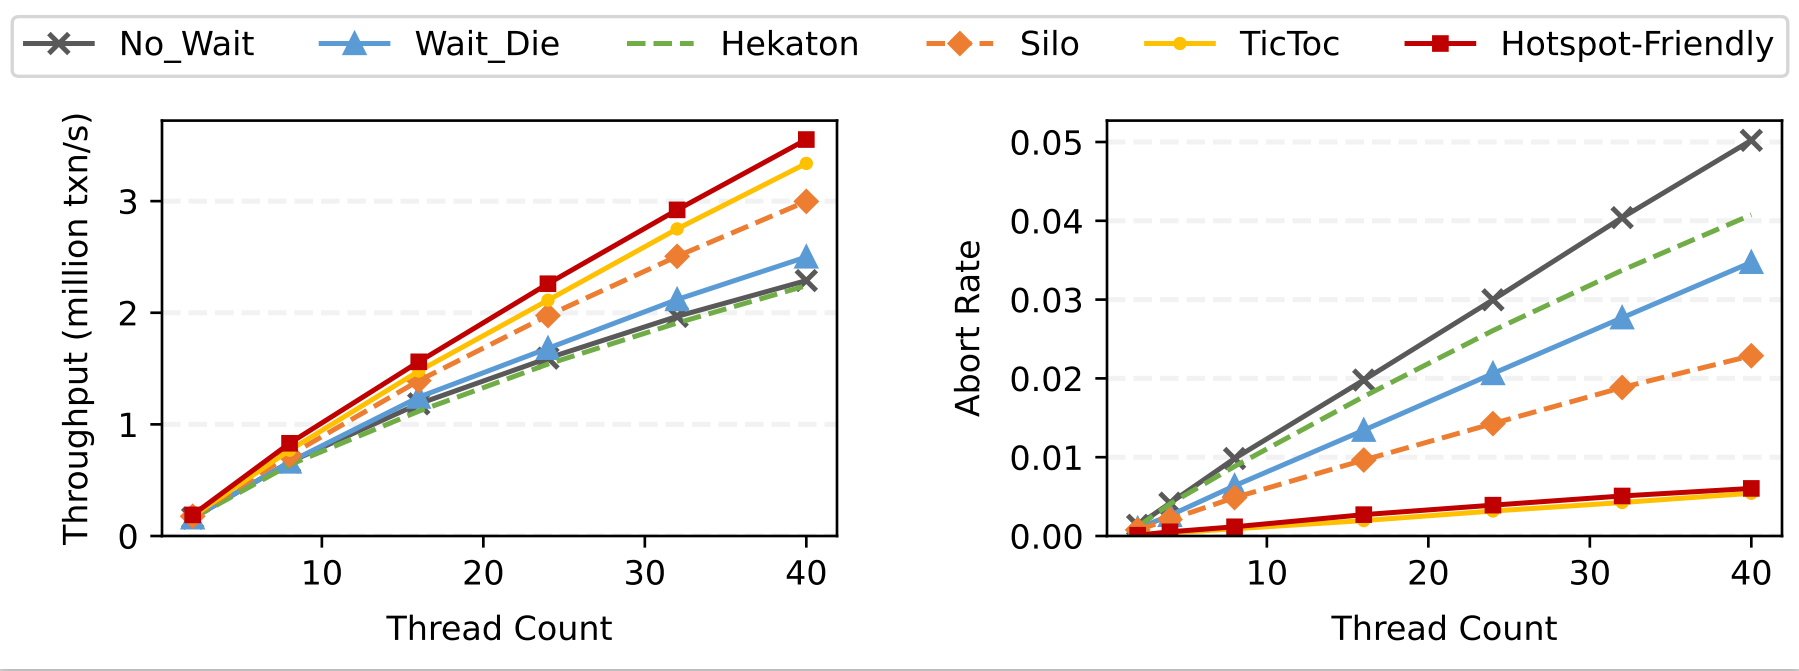 No_Wait Wait_Die Hekaton Silo TicToc Hotspot-Friendly
Throughput (million txn/s)
3
2
1
0
10 20 30 40
Thread Count
Abort Rate
0.05
0.04
0.03
0.02
0.01
0.00
10 20 30 40
Thread Count